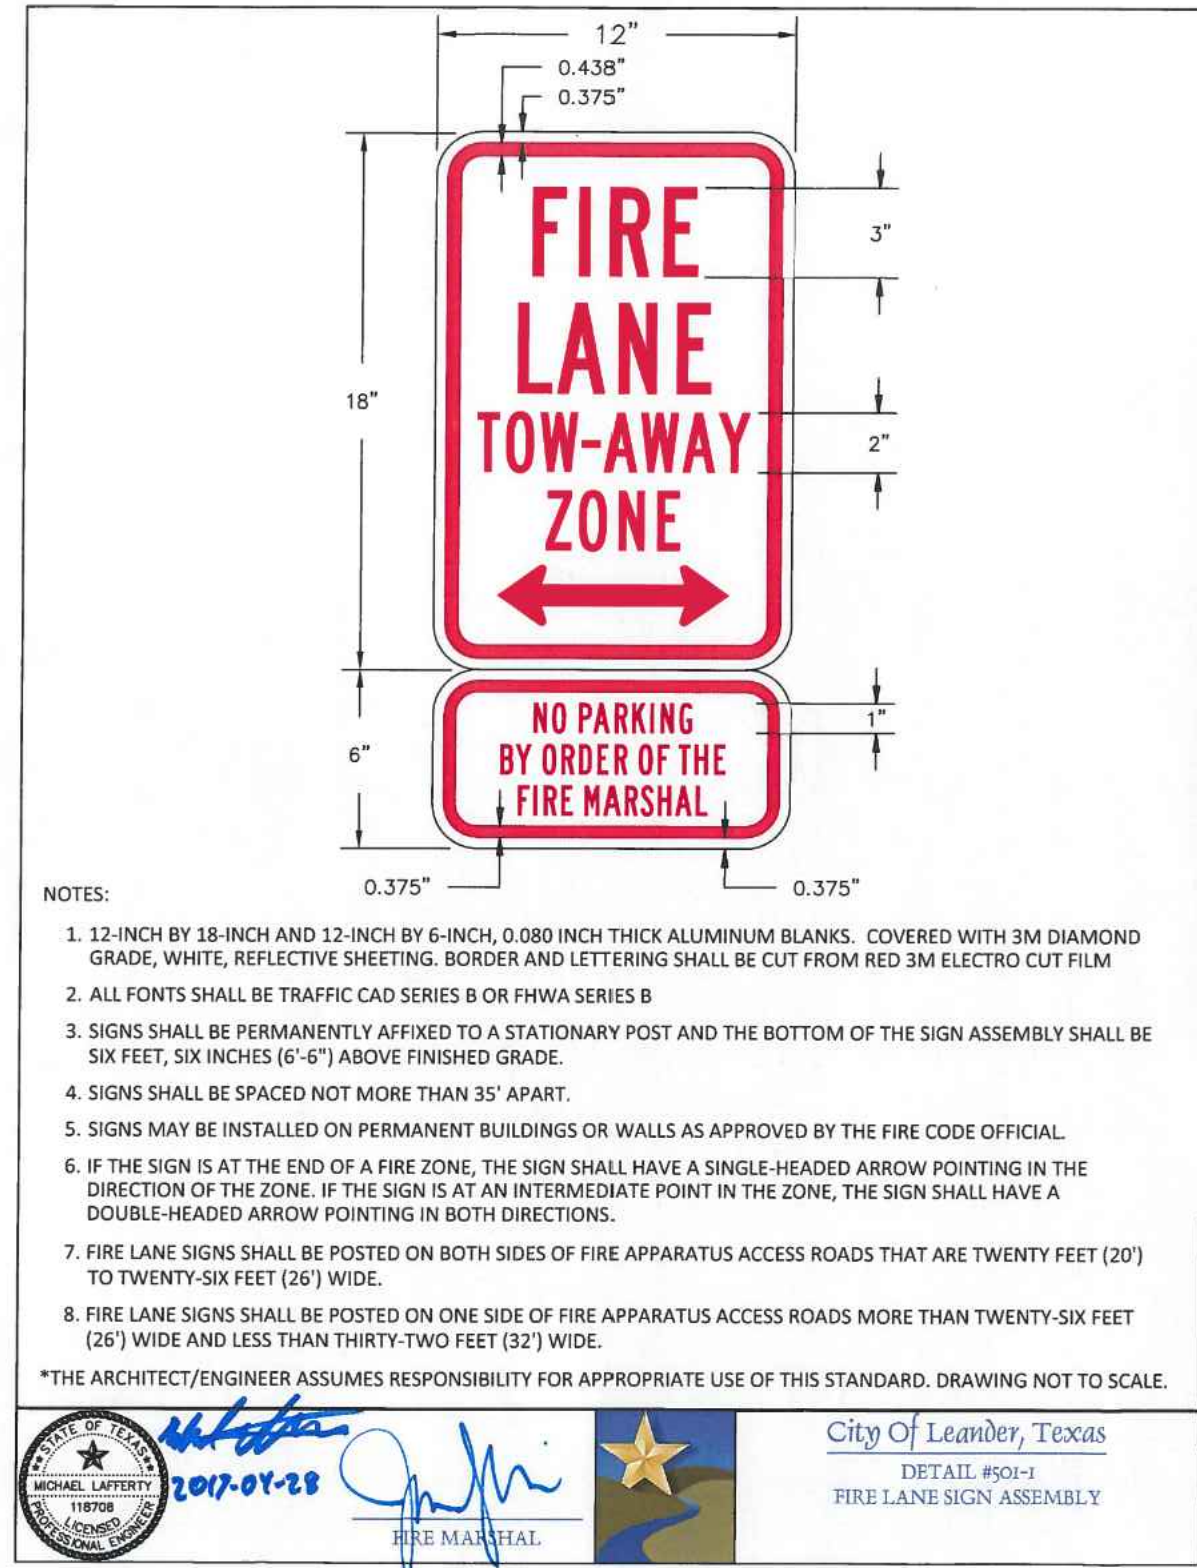 12"
0.438"
0.375"
FIRE
3"
LANE
18"
TOW-AWAY
2"
ZONE
NO PARKING
1"
BY ORDER OF THE
6"
FIRE MARSHAL
0.375"
0.375"
NOTES:
1. 12-INCH BY 18-INCH AND 12-INCH BY 6-INCH, 0.080 INCH THICK ALUMINUM BLANKS. COVERED WITH 3M DIAMOND
GRADE, WHITE, REFLECTIVE SHEETING. BORDER AND LETTERING SHALL BE CUT FROM RED 3M ELECTRO CUT FILM
2. ALL FONTS SHALL BE TRAFFIC CAD SERIES B OR FHWA SERIES B
3. SIGNS SHALL BE PERMANENTLY AFFIXED TO A STATIONARY POST AND THE BOTTOM OF THE SIGN ASSEMBLY SHALL BE
SIX FEET, SIX INCHES (6'-6") ABOVE FINISHED GRADE.
4. SIGNS SHALL BE SPACED NOT MORE THAN 35' APART.
5. SIGNS MAY BE INSTALLED ON PERMANENT BUILDINGS OR WALLS AS APPROVED BY THE FIRE CODE OFFICIAL.
6. IF THE SIGN IS AT THE END OF A FIRE ZONE, THE SIGN SHALL HAVE A SINGLE-HEADED ARROW POINTING IN THE
DIRECTION OF THE ZONE. IF THE SIGN IS AT AN INTERMEDIATE POINT IN THE ZONE, THE SIGN SHALL HAVE A
DOUBLE-HEADED ARROW POINTING IN BOTH DIRECTIONS.
7. FIRE LANE SIGNS SHALL BE POSTED ON BOTH SIDES OF FIRE APPARATUS ACCESS ROADS THAT ARE TWENTY FEET (20')
TO TWENTY-SIX FEET (26') WIDE.
8. FIRE LANE SIGNS SHALL BE POSTED ON ONE SIDE OF FIRE APPARATUS ACCESS ROADS MORE THAN TWENTY-SIX FEET
(26') WIDE AND LESS THAN THIRTY-TWO FEET (32') WIDE.
*THE ARCHITECT/ENGINEER ASSUMES RESPONSIBILITY FOR APPROPRIATE USE OF THIS STANDARD. DRAWING NOT TO SCALE.
STATE OF TEXAS
MICHAEL LAFFERTY
118708
LICENSED
PROFESSIONAL ENGINEER
2017-04-28
FIRE MARSHAL
City Of Leander, Texas
DETAIL #501-1
FIRE LANE SIGN ASSEMBLY